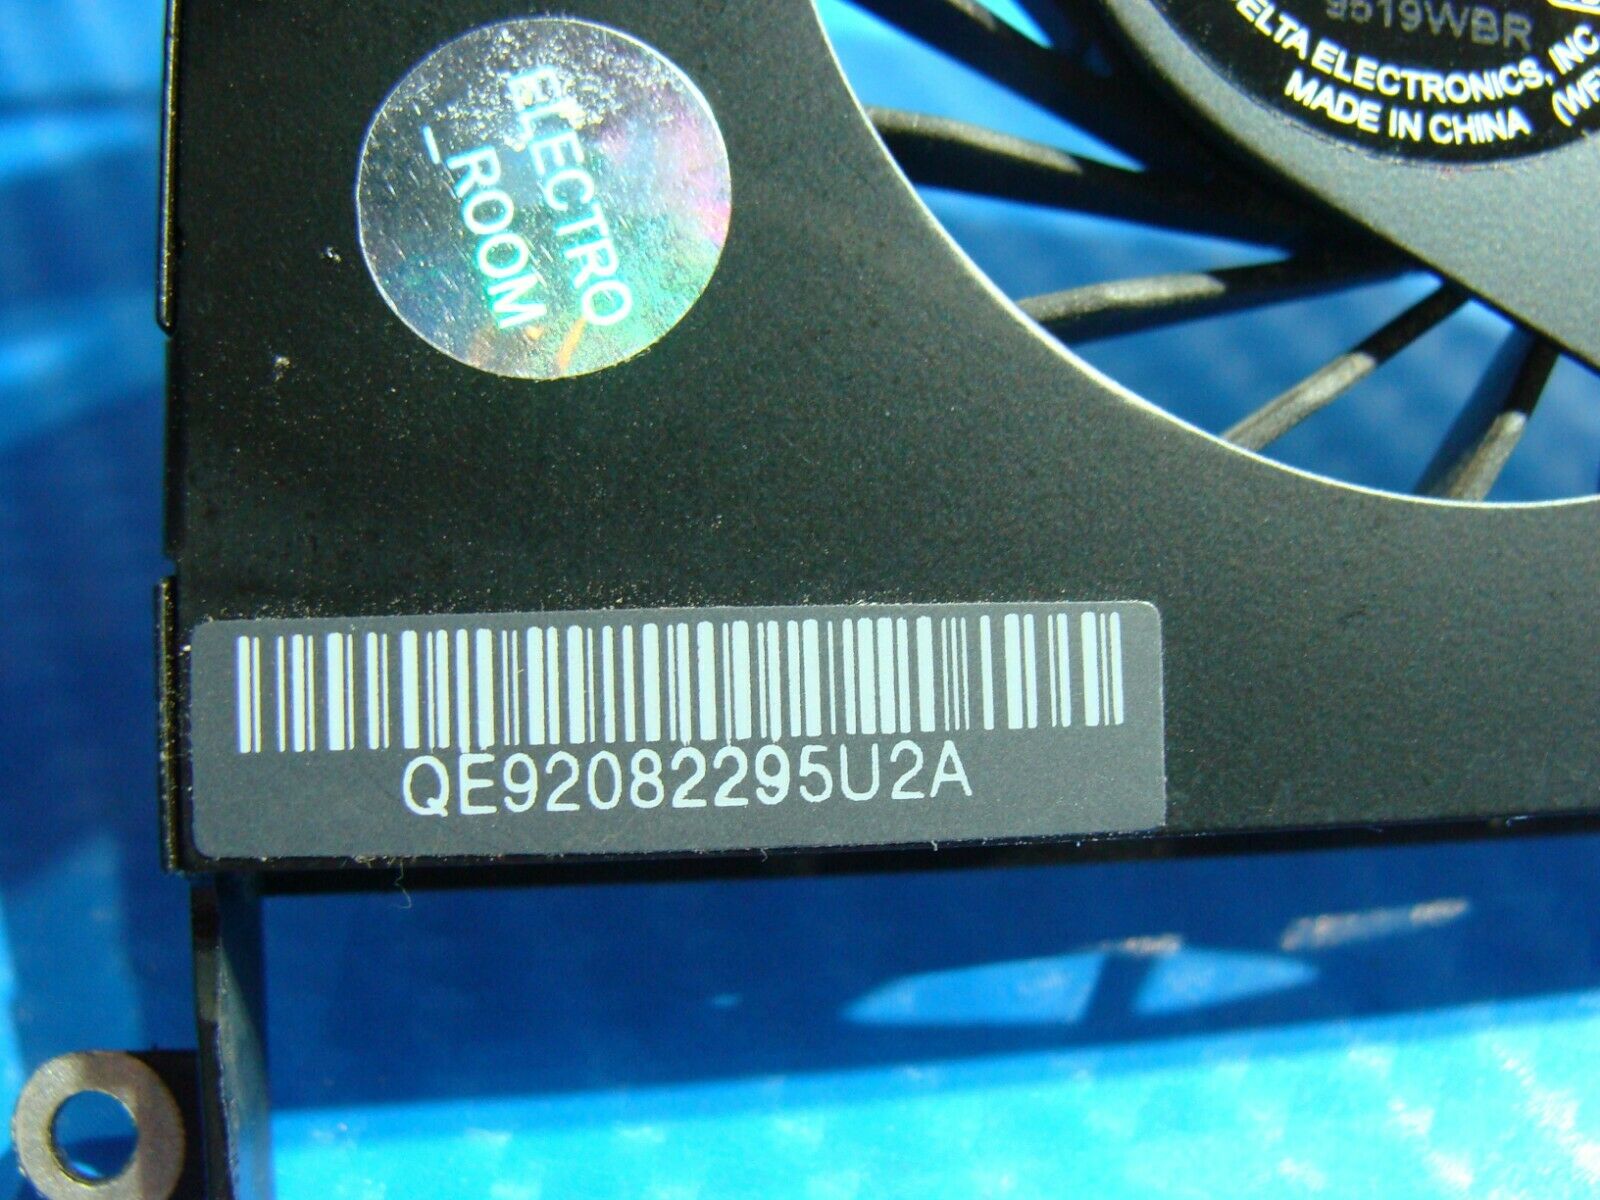 ELECTRO
_ROOM
9519WBR
ELTA ELECTRONICS, INC.
MADE IN CHINA
QE92082295U2A